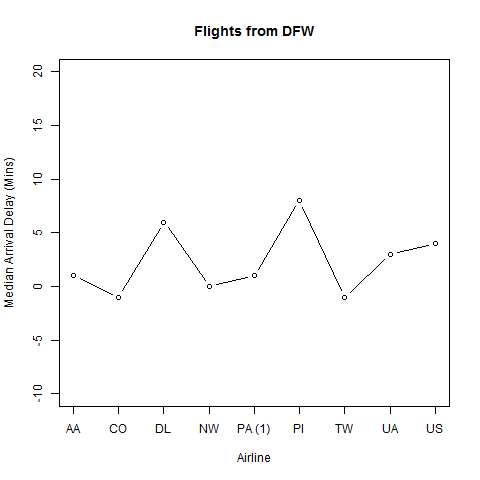 Flights from DFW
Median Arrival Delay (Mins)
20
15
10
5
0
-5
-10
AA CO DL NW PA (1) PI TW UA US
Airline